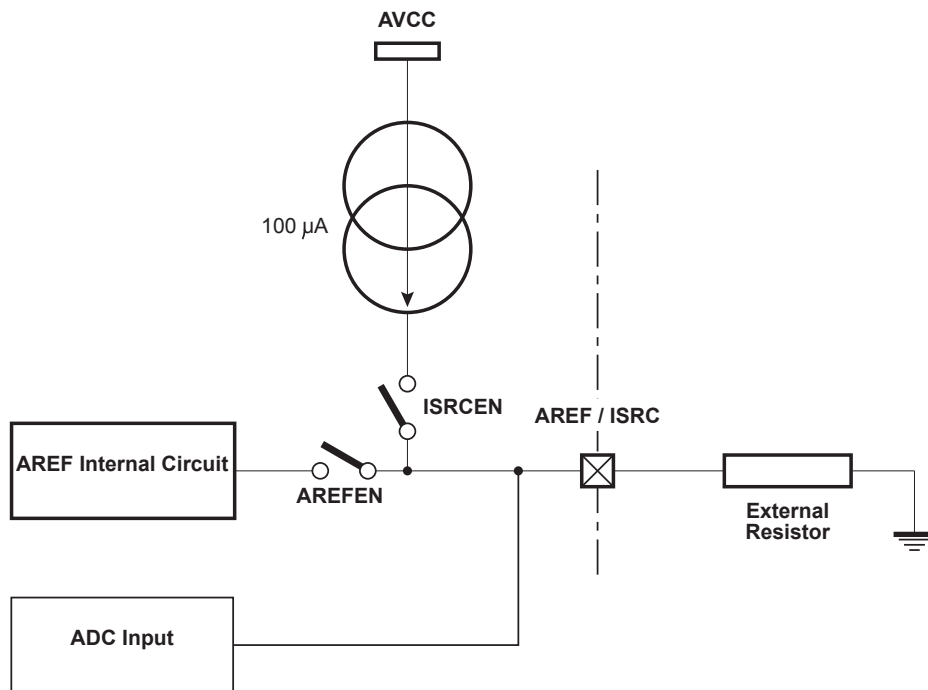 AVCC
100 µA
ISRCEN
AREF / ISRC
AREF Internal Circuit
AREFEN
External
Resistor
ADC Input